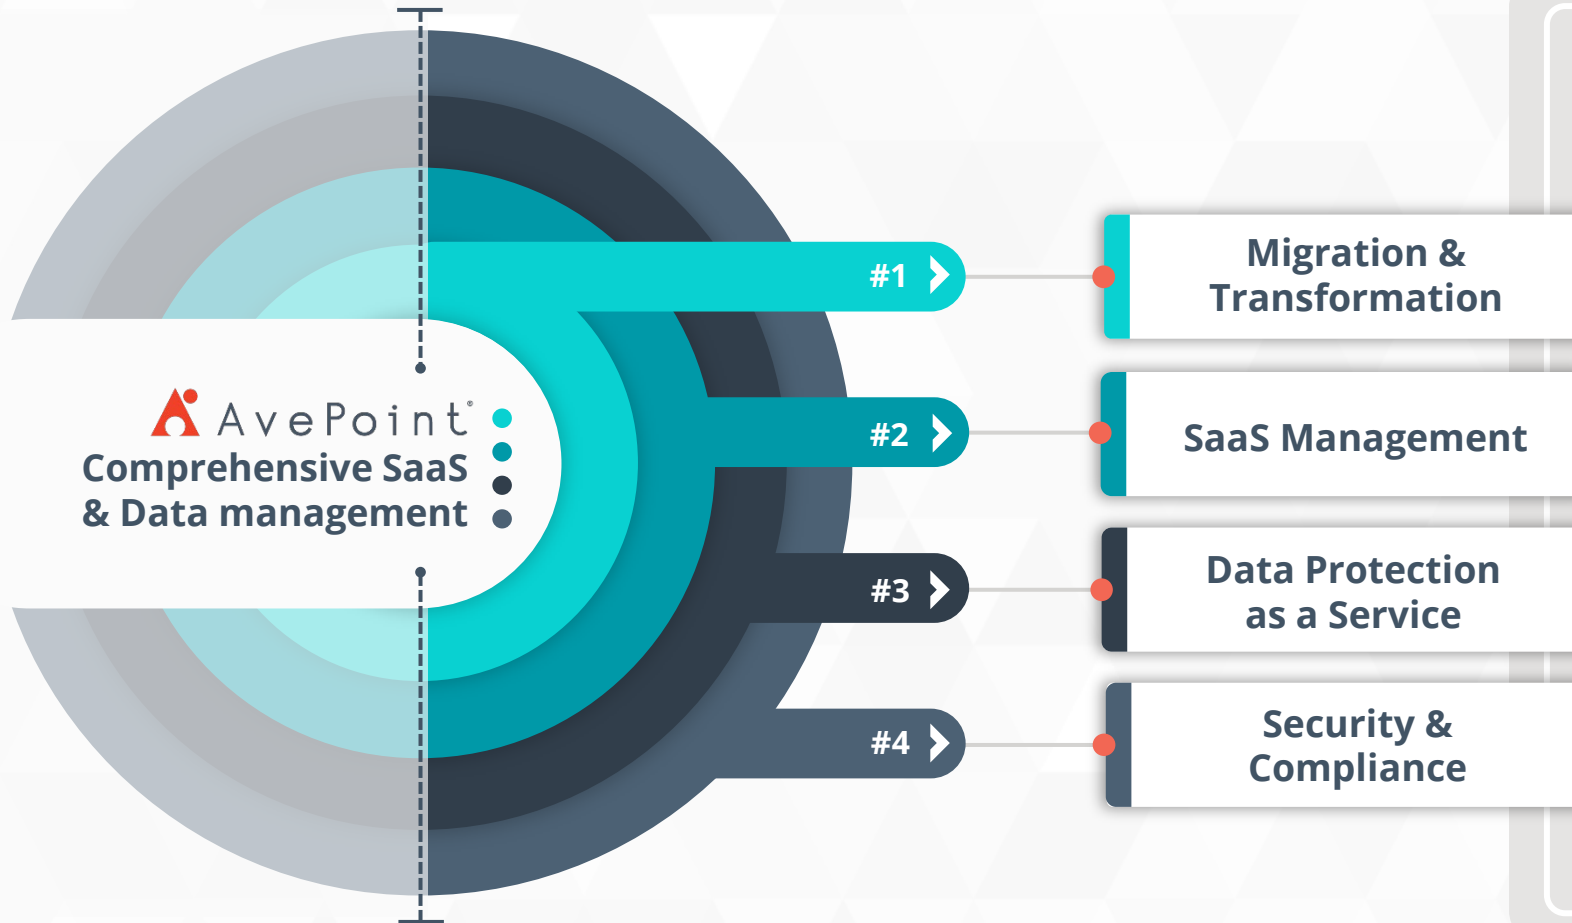 AvePoint®
Comprehensive SaaS
& Data management
#1
Migration &
Transformation
#2
SaaS Management
#3
Data Protection
as a Service
#4
Security &
Compliance